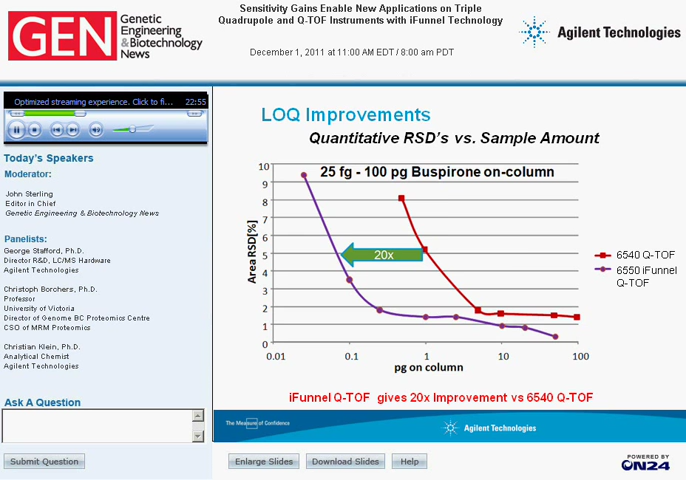 GEN
Genetic
Engineering
& Biotechnology
News
Sensitivity Gains Enable New Applications on Triple
Quadrupole and Q-TOF Instruments with iFunnel Technology
December 1, 2011 at 11:00 AM EDT / 8:00 am PDT
Agilent Technologies
Optimized streaming experience. Click to fi... 22:55
Today's Speakers
Moderator:
John Sterling
Editor in Chief
Genetic Engineering & Biotechnology News
Panelists:
George Stafford, Ph.D.
Director R&D, LC/MS Hardware
Agilent Technologies
Christoph Borchers, Ph.D.
Professor
University of Victoria
Director of Genome BC Proteomics Centre
CSO of MRM Proteomics
Christian Klein, Ph.D.
Analytical Chemist
Agilent Technologies
Ask A Question
Submit Question
LOQ Improvements
Quantitative RSD's vs. Sample Amount
25 fg - 100 pg Buspirone on-column
Area RSD[%]
10
9
8
7
6
5
4
3
2
1
0
20x
0.01 0.1 1 10 100
pg on column
6540 Q-TOF
6550 iFunnel
Q-TOF
iFunnel Q-TOF gives 20x Improvement vs 6540 Q-TOF
The Measure of Confidence
Agilent Technologies
Enlarge Slides
Download Slides
Help
POWERED BY
ON24